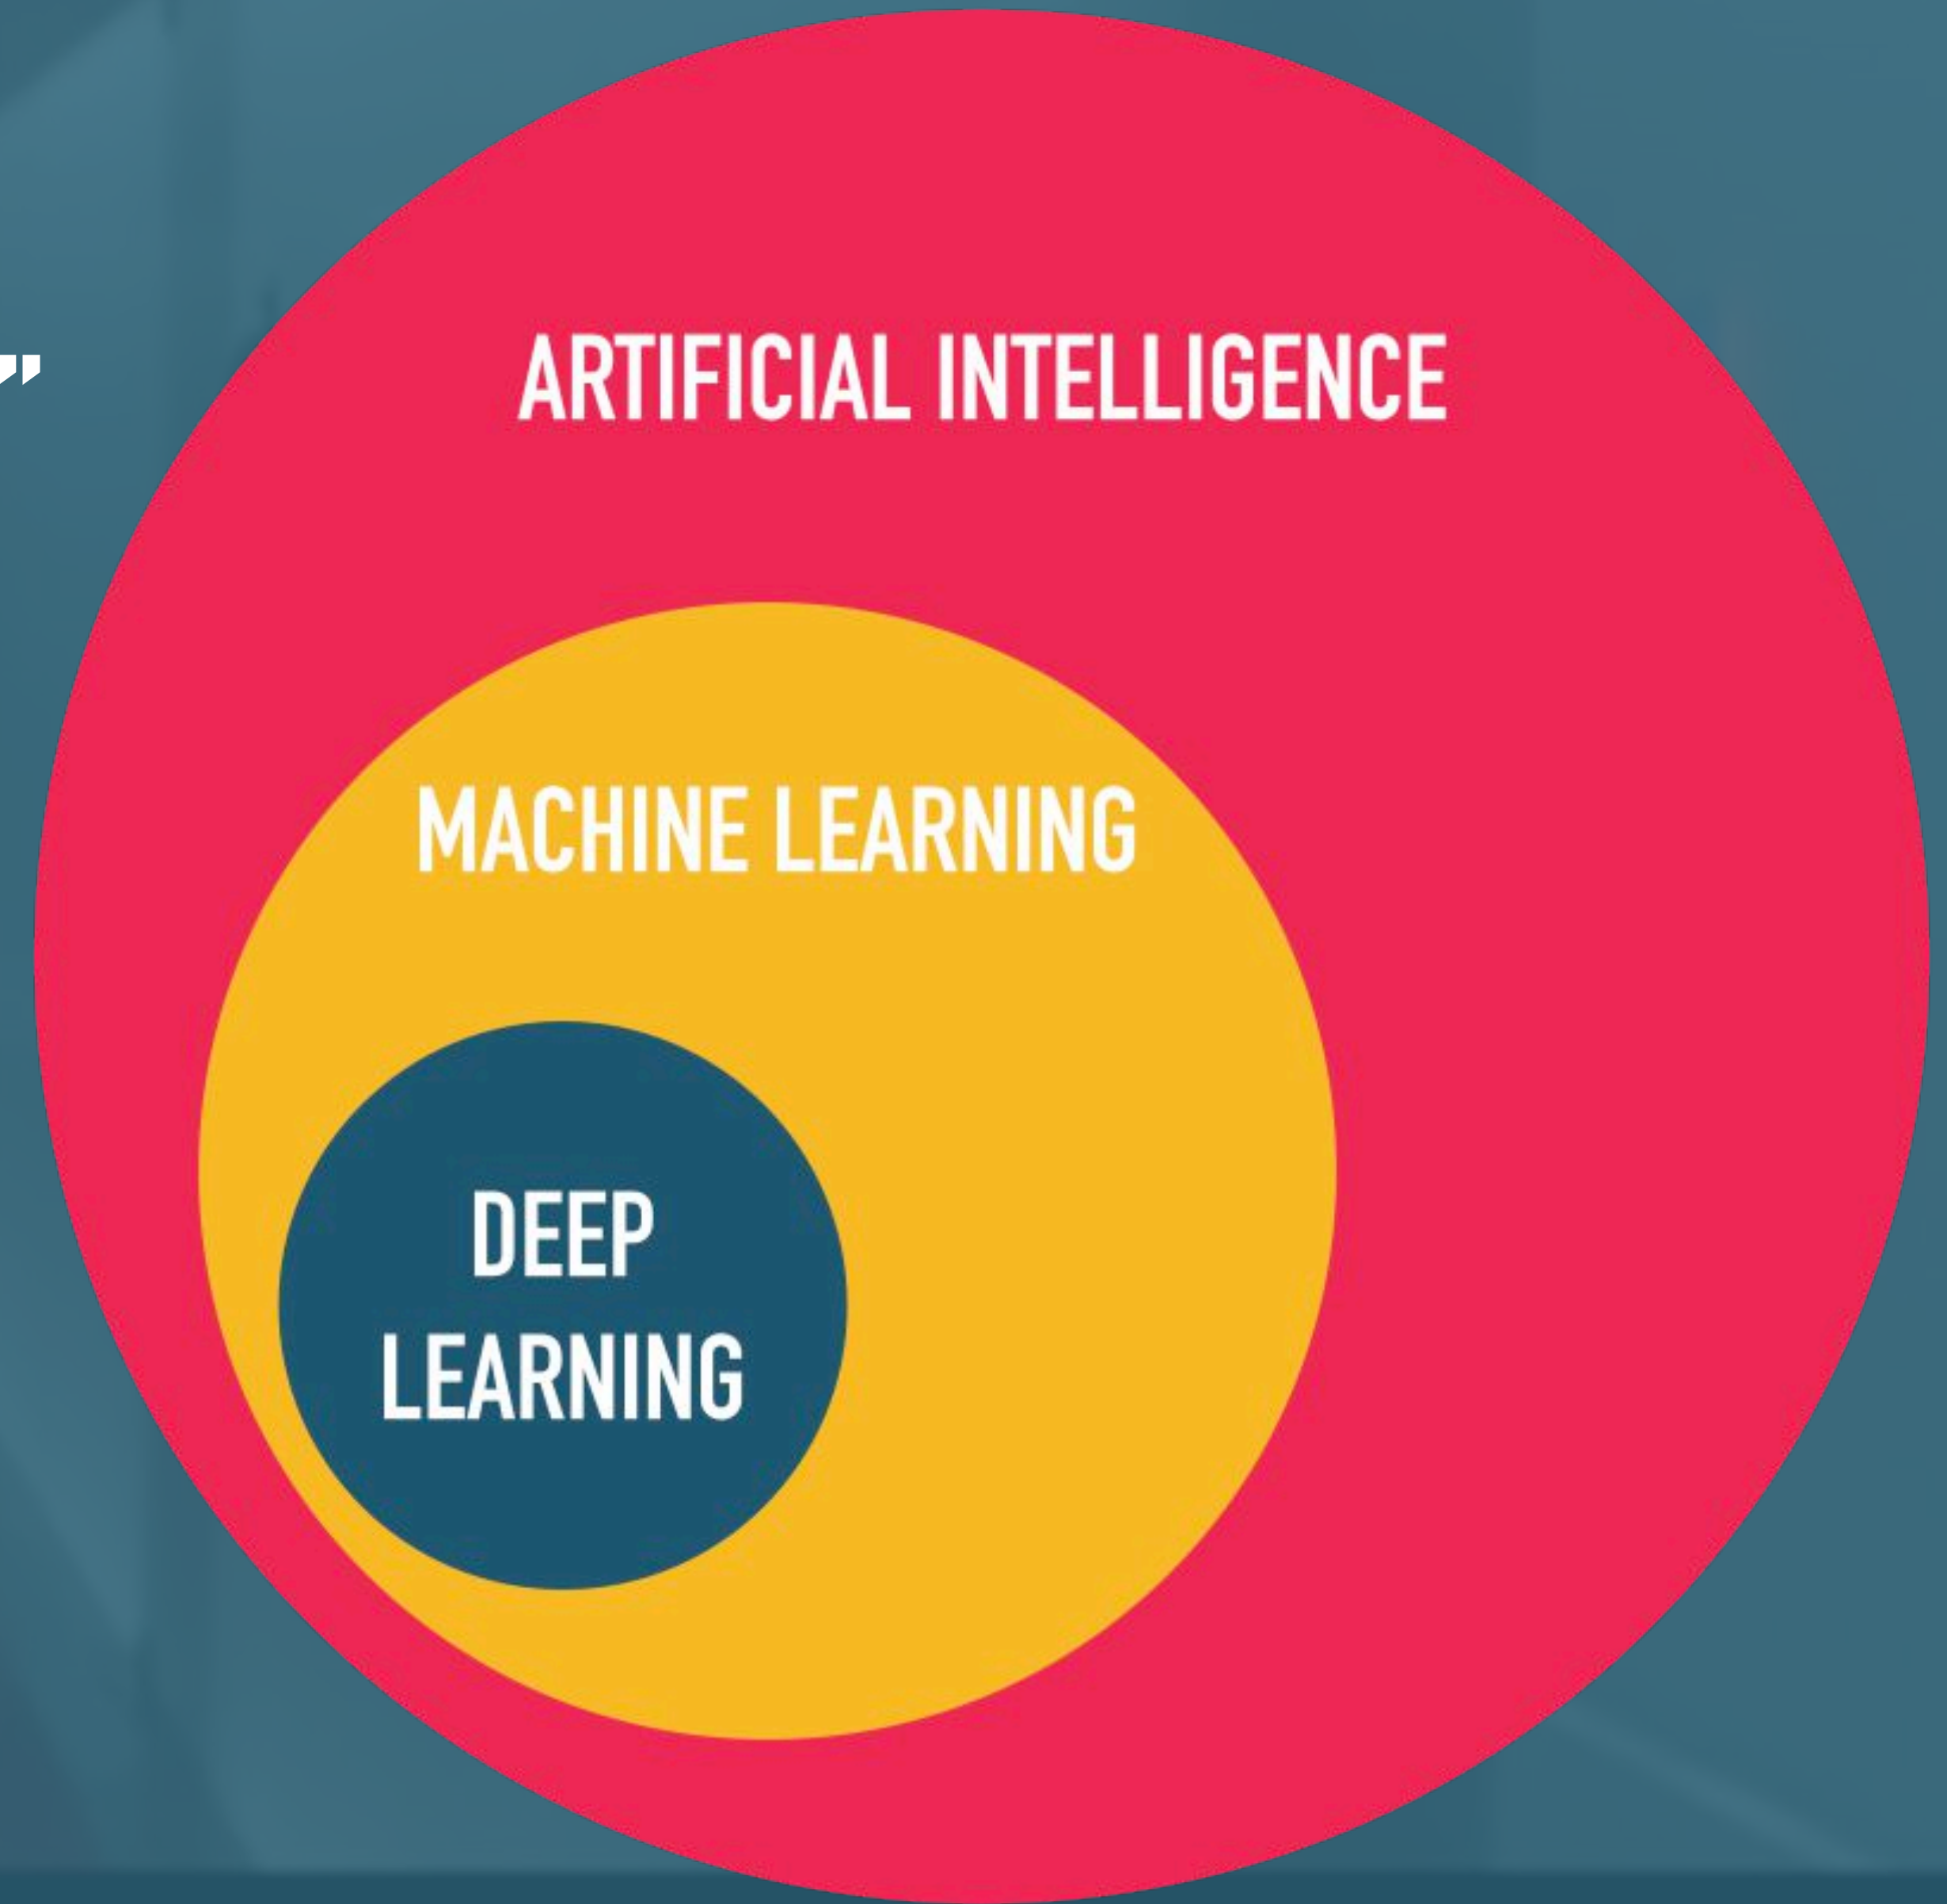 ”
ARTIFICIAL INTELLIGENCE
MACHINE LEARNING
DEEP
LEARNING